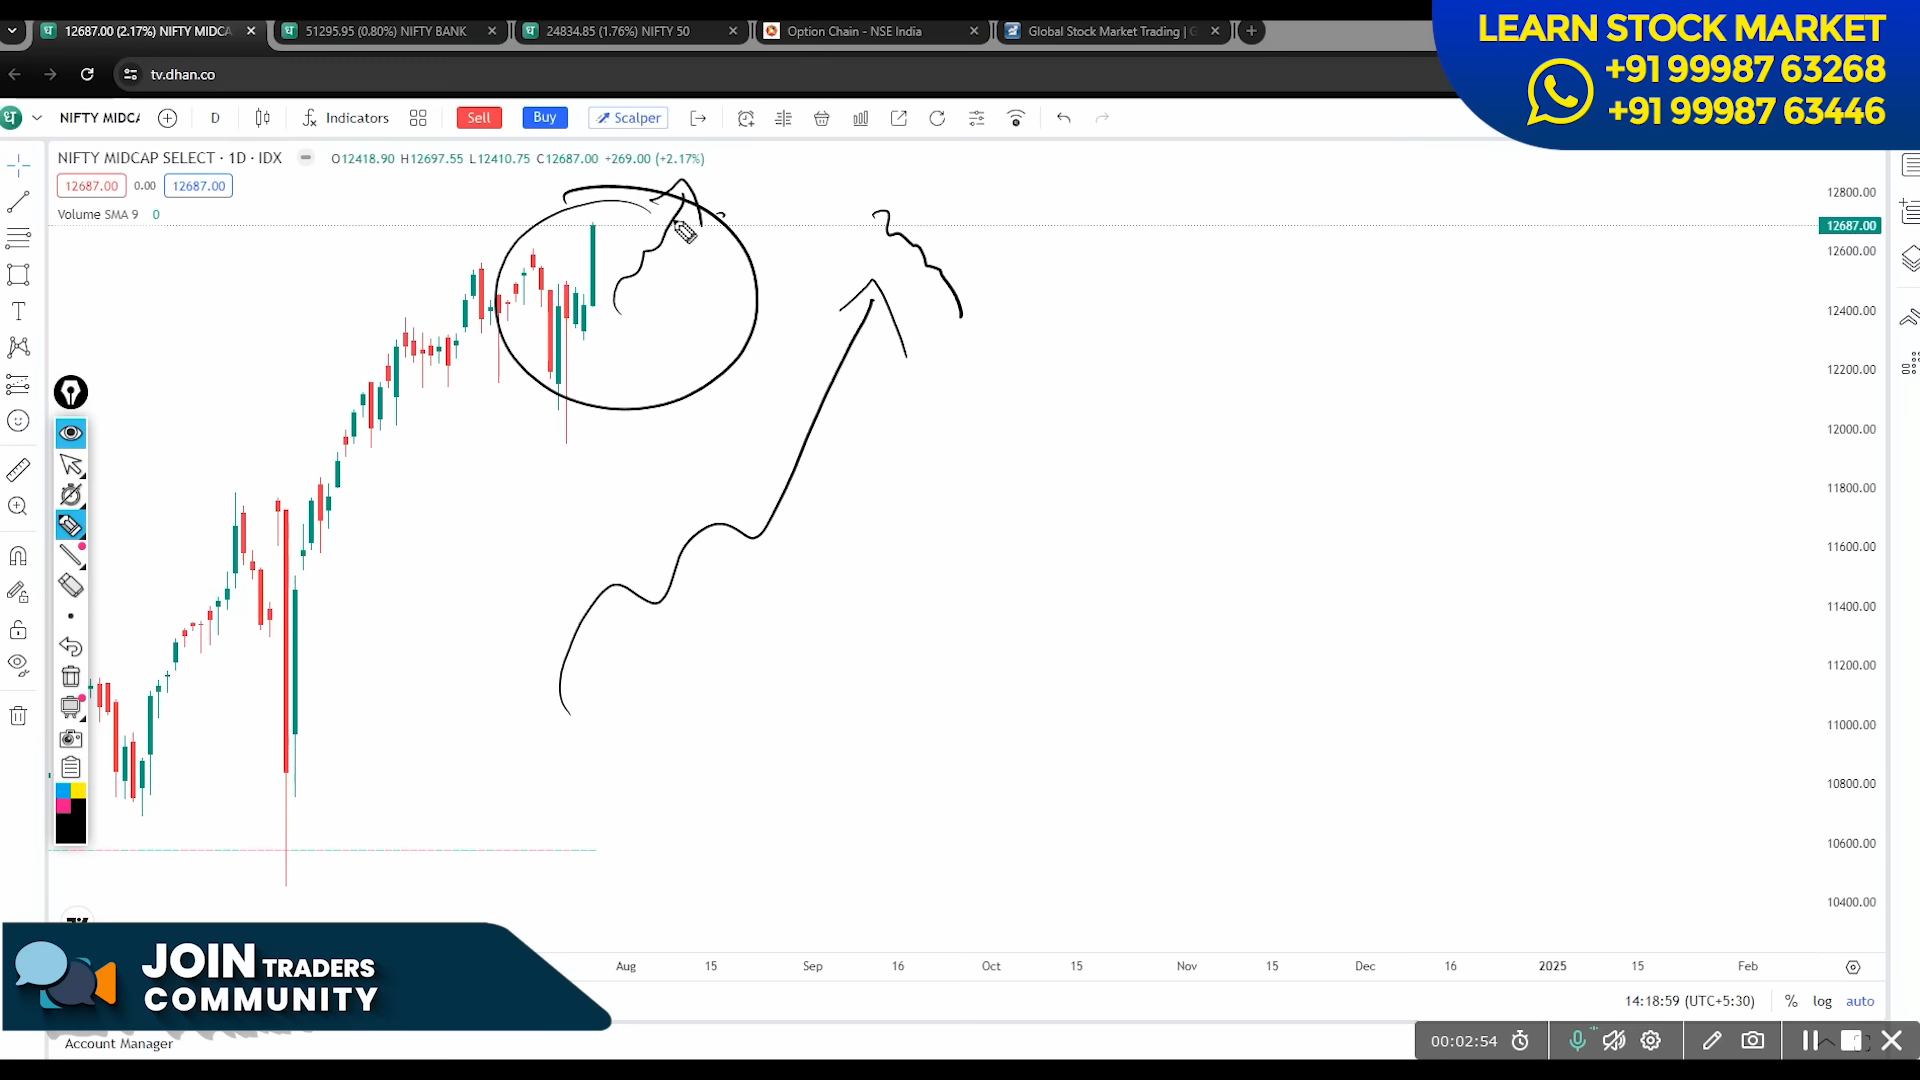 12687.00 (2.17%) NIFTY MIDCA
51295.95 (0.80%) NIFTY BANK
24834.85 (1.76%) NIFTY 50
Option Chain - NSE India
Global Stock Market Trading | G
LEARN STOCK MARKET
+91 99987 63268
+91 99987 63446
tv.dhan.co
NIFTY MIDCA
D
Indicators
Sell
Buy
Scalper
NIFTY MIDCAP SELECT · 1D · IDX
O12418.90 H12697.55 L12410.75 C12687.00 +269.00 (+2.17%)
12687.00
0.00
12687.00
Volume SMA 9 0
12800.00
12687.00
12600.00
12400.00
12200.00
12000.00
11800.00
11600.00
11400.00
11200.00
11000.00
10800.00
10600.00
10400.00
JOIN TRADERS
COMMUNITY
Aug
15
Sep
16
Oct
15
Nov
15
Dec
16
2025
15
Feb
14:18:59 (UTC+5:30)
%
log
auto
Account Manager
00:02:54